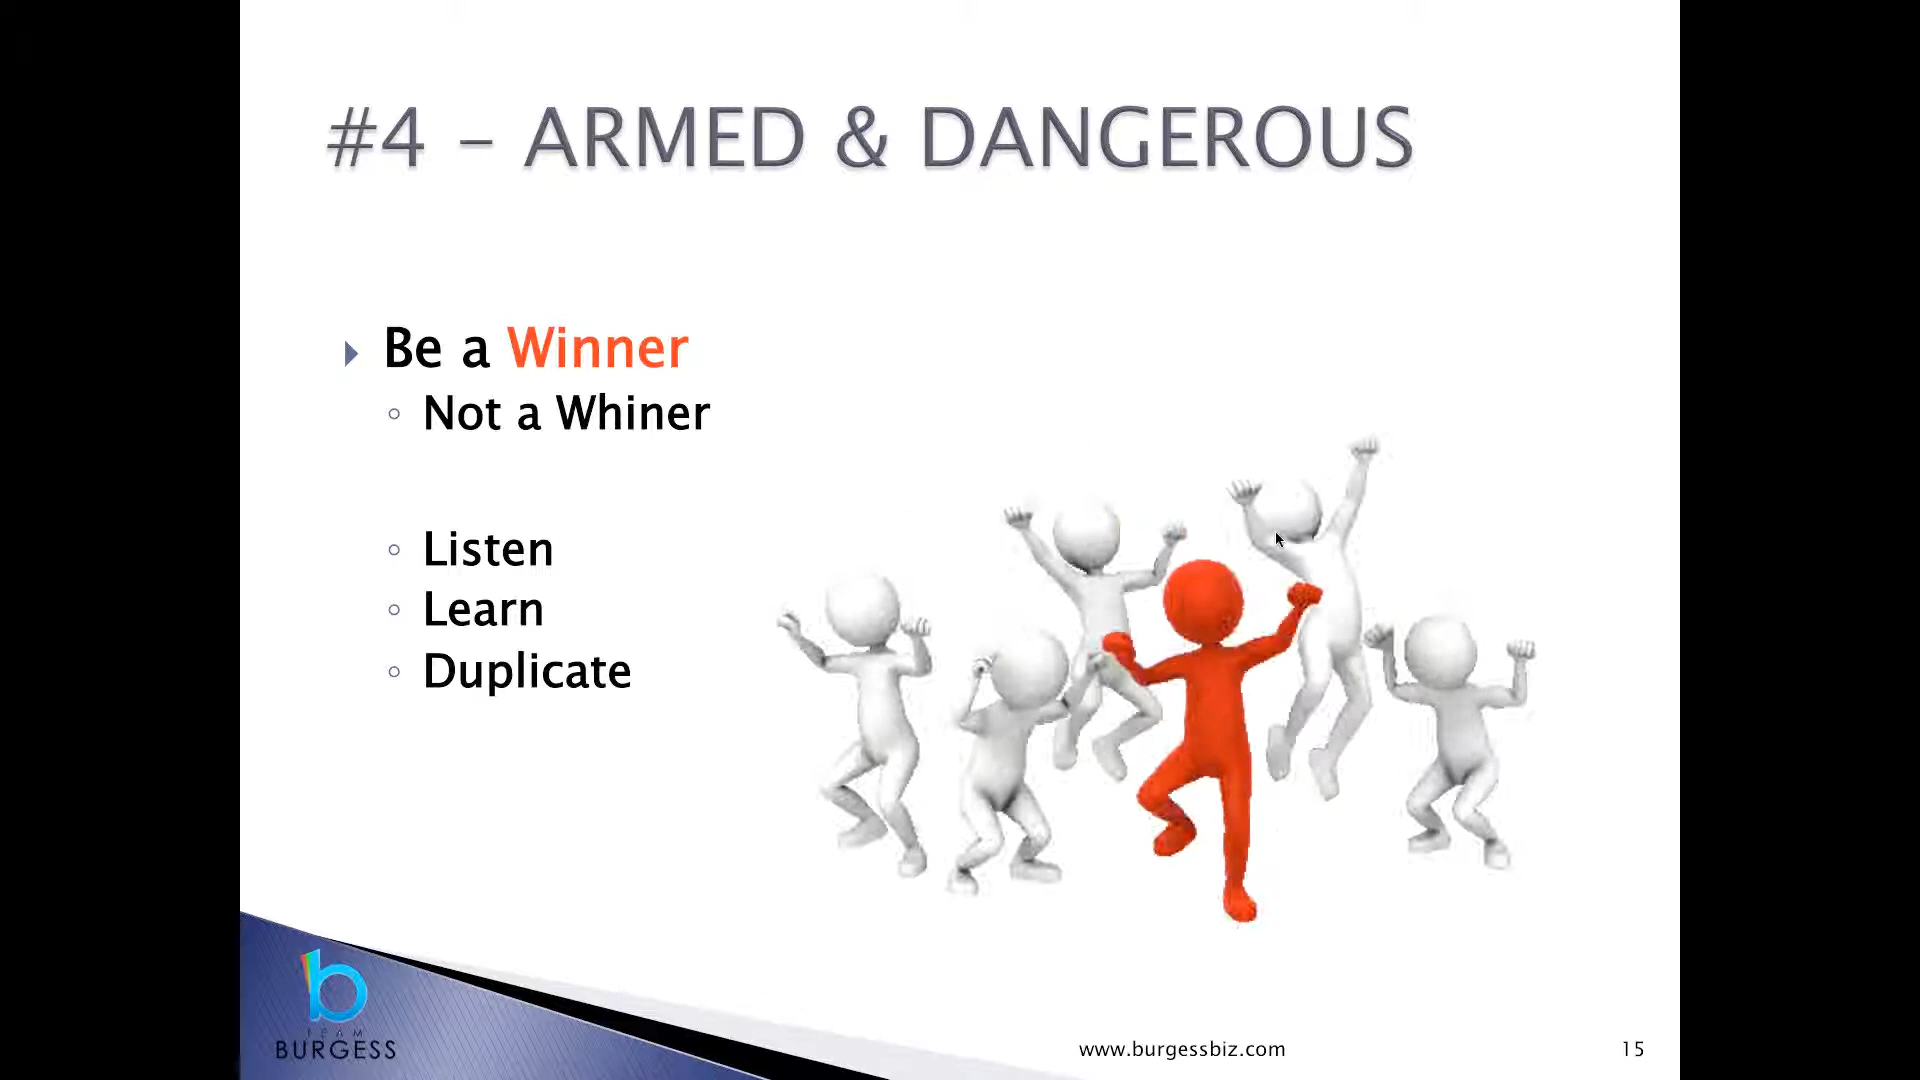 #4 – ARMED & DANGEROUS
Be a Winner
Not a Whiner
Listen
Learn
Duplicate
TEAM
BURGESS
www.burgessbiz.com
15